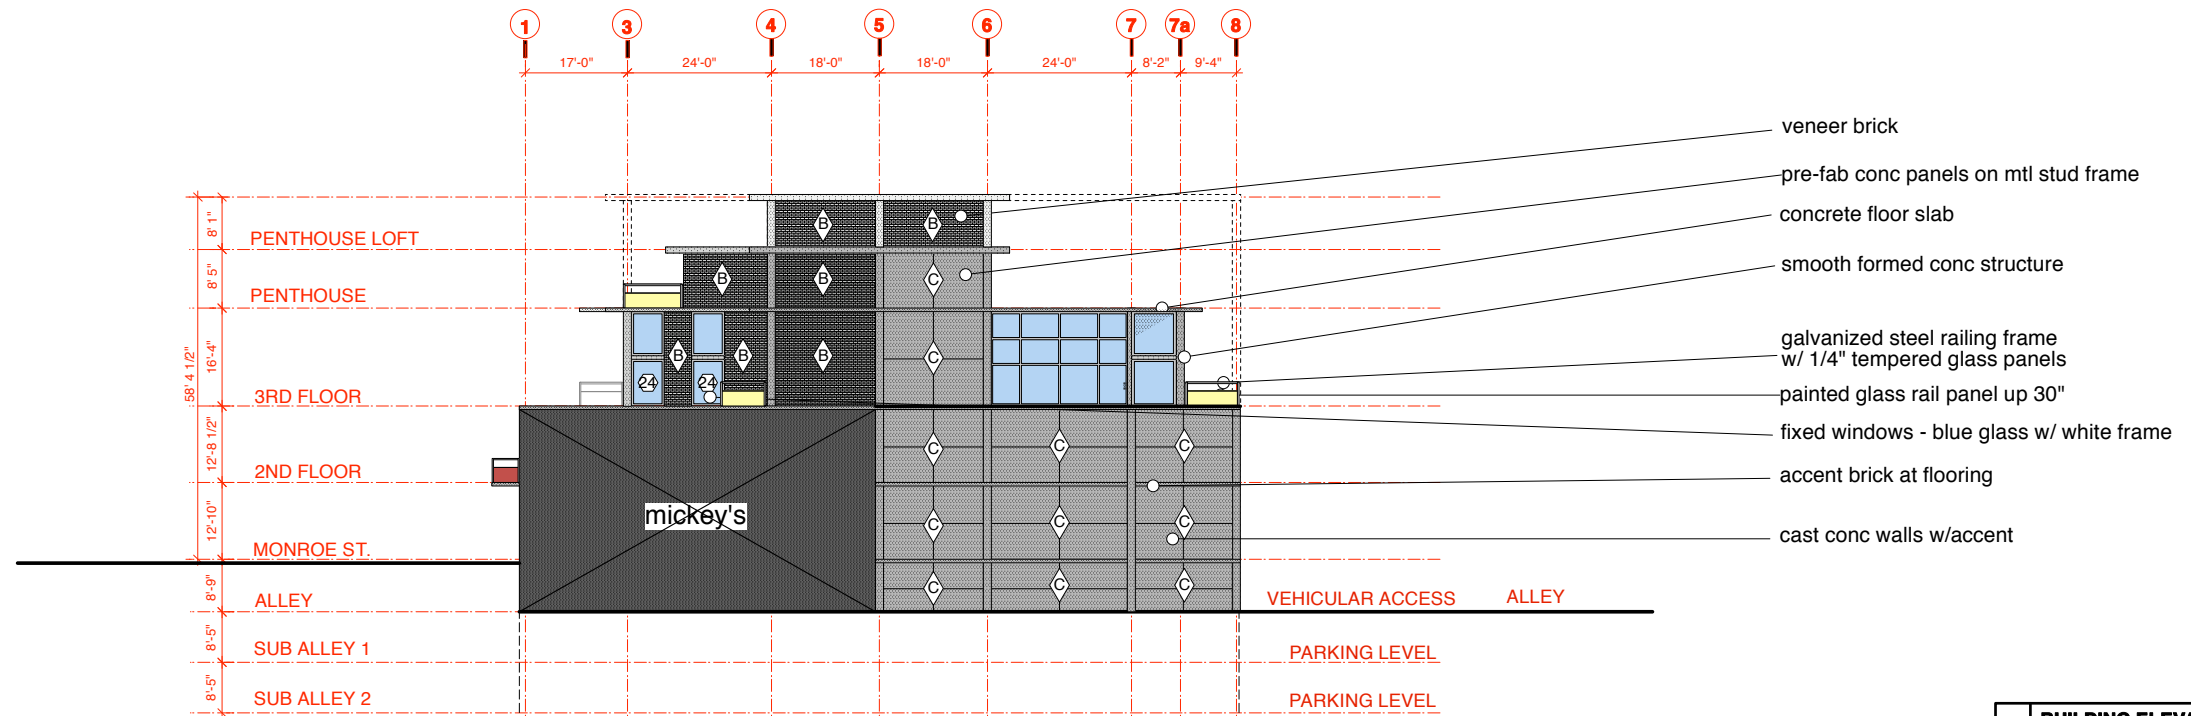 1 3 4 5 6 7 7a 8
17'-0" 24'-0" 18'-0" 18'-0" 24'-0" 8'-2" 9'-4"
veneer brick
pre-fab conc panels on mtl stud frame
concrete floor slab
smooth formed conc structure
galvanized steel railing frame
w/ 1/4" tempered glass panels
painted glass rail panel up 30"
fixed windows - blue glass w/ white frame
accent brick at flooring
cast conc walls w/accent
58' 4 1/2"
8' 1"
8' 5"
16'-4"
12'-8 1/2"
12'-10"
8'-9"
8'-5"
8'-5"
PENTHOUSE LOFT
PENTHOUSE
3RD FLOOR
2ND FLOOR
MONROE ST.
ALLEY
SUB ALLEY 1
SUB ALLEY 2
B B
B B C
B B B C
24 24
C C C
mickey's
C C C
C C C
VEHICULAR ACCESS ALLEY
PARKING LEVEL
PARKING LEVEL